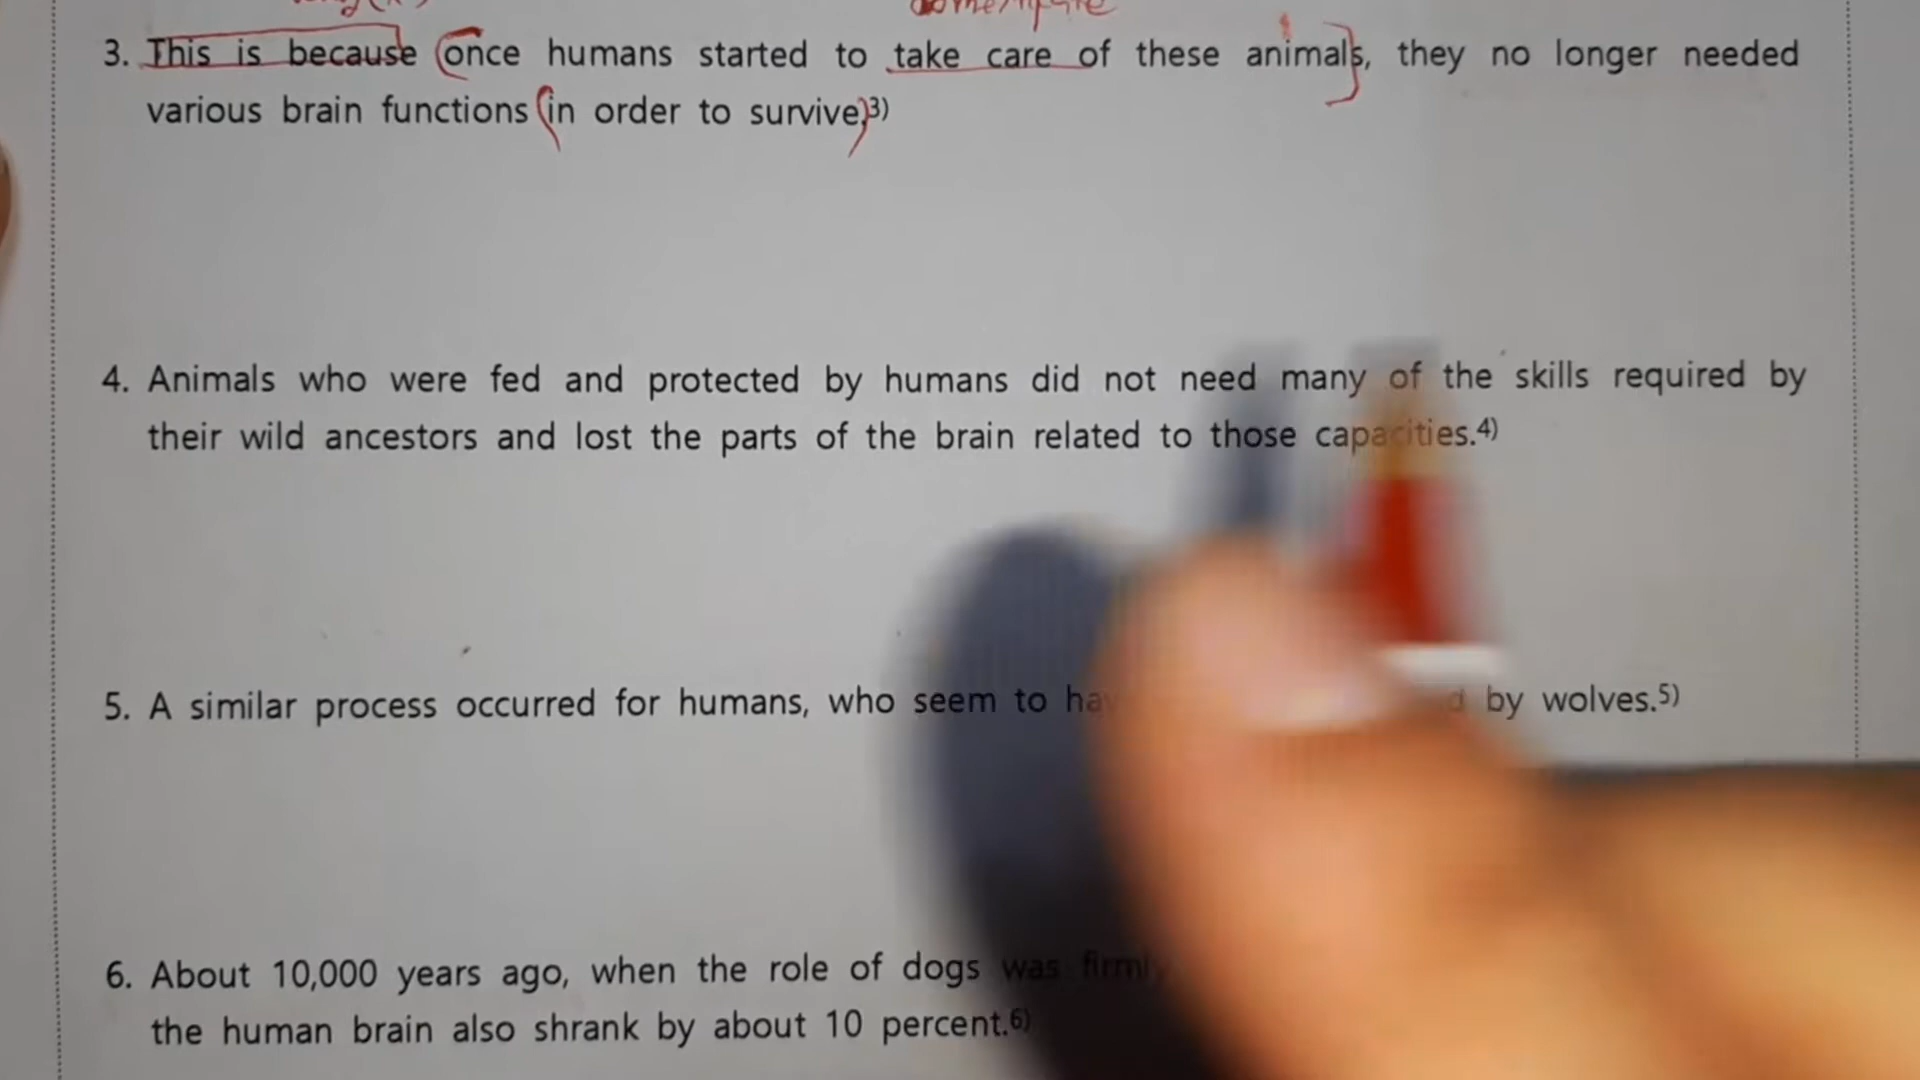 3. This is because once humans started to take care of these animals, they no longer needed
various brain functions in order to survive.3)
4. Animals who were fed and protected by humans did not need many of the skills required by
their wild ancestors and lost the parts of the brain related to those capacities.4)
5. A similar process occurred for humans, who seem to by wolves.5)
6. About 10,000 years ago, when the role of dogs was
the human brain also shrank by about 10 percent.6)